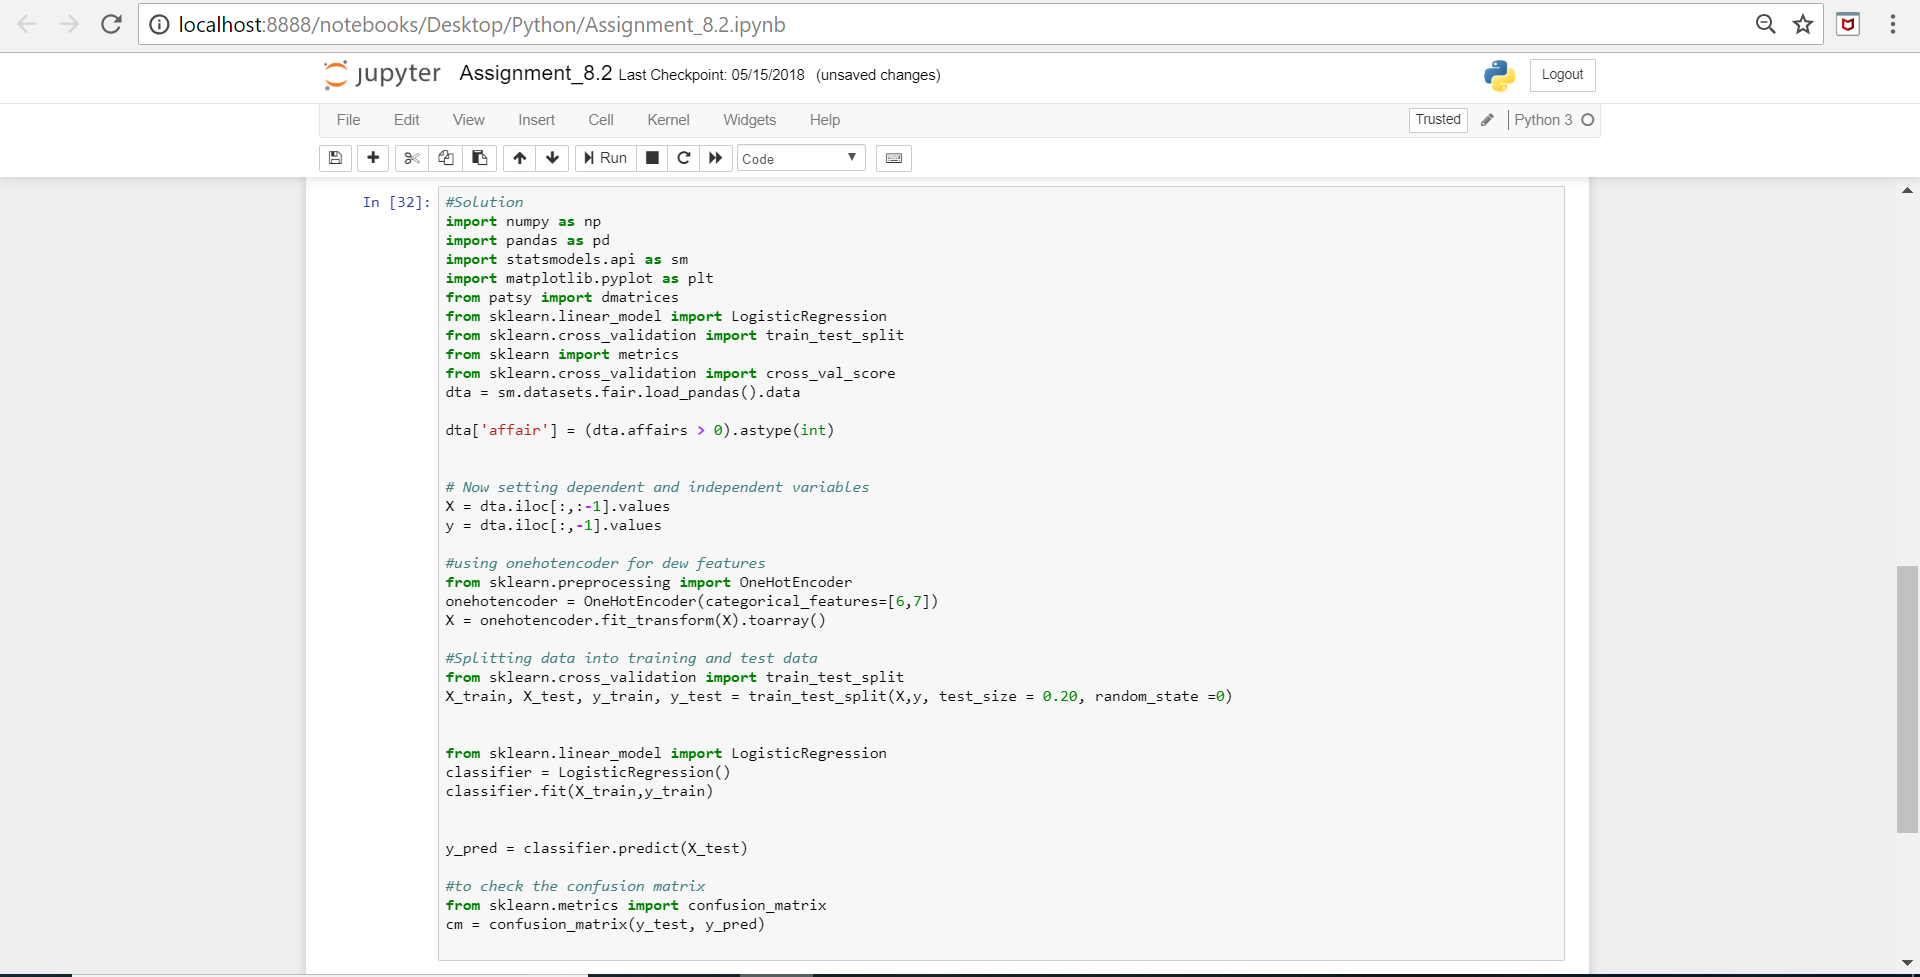 localhost:8888/notebooks/Desktop/Python/Assignment_8.2.ipynb
jupyter Assignment_8.2 Last Checkpoint: 05/15/2018 (unsaved changes)
Logout
File Edit View Insert Cell Kernel Widgets Help
Trusted
Python 3
Run
Code
In [32]:
#Solution
import numpy as np
import pandas as pd
import statsmodels.api as sm
import matplotlib.pyplot as plt
from patsy import dmatrices
from sklearn.linear_model import LogisticRegression
from sklearn.cross_validation import train_test_split
from sklearn import metrics
from sklearn.cross_validation import cross_val_score
dta = sm.datasets.fair.load_pandas().data
dta['affair'] = (dta.affairs > 0).astype(int)
# Now setting dependent and independent variables
X = dta.iloc[:,:-1].values
y = dta.iloc[:,-1].values
#using onehotencoder for dew features
from sklearn.preprocessing import OneHotEncoder
onehotencoder = OneHotEncoder(categorical_features=[6,7])
X = onehotencoder.fit_transform(X).toarray()
#Splitting data into training and test data
from sklearn.cross_validation import train_test_split
X_train, X_test, y_train, y_test = train_test_split(X,y, test_size = 0.20, random_state =0)
from sklearn.linear_model import LogisticRegression
classifier = LogisticRegression()
classifier.fit(X_train,y_train)
y_pred = classifier.predict(X_test)
#to check the confusion matrix
from sklearn.metrics import confusion_matrix
cm = confusion_matrix(y_test, y_pred)